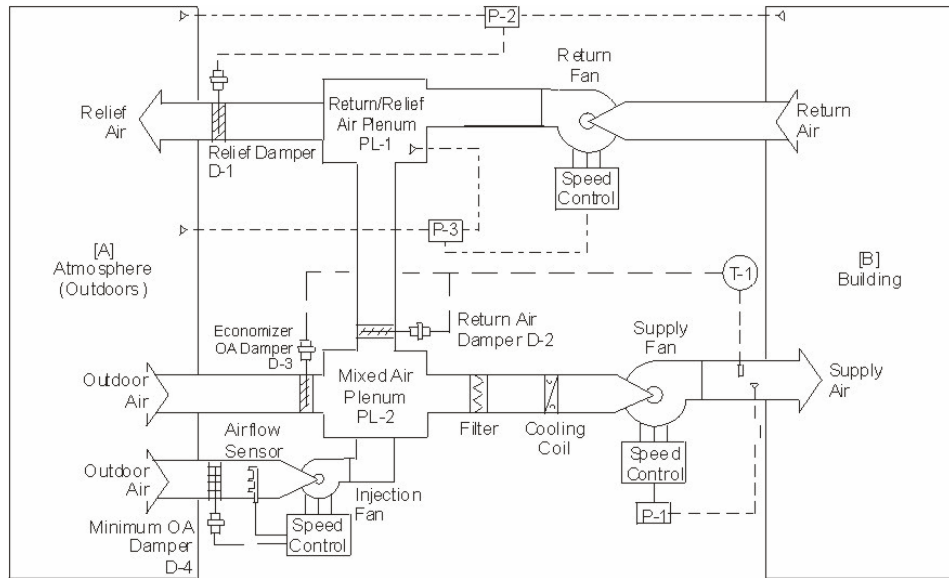 P-2
Return
Fan
Relief
Air
Return/Relief
Air Plenum
PL-1
Return
Air
Relief Damper
D-1
Speed
Control
P-3
[A]
Atmosphere
(Outdoors)
T-1
[B]
Building
Economizer
OA Damper
D-3
Return Air
Damper D-2
Supply
Fan
Outdoor
Air
Mixed Air
Plenum
PL-2
Supply
Air
Filter
Cooling
Coil
Airflow
Sensor
Outdoor
Air
Injection
Fan
Speed
Control
Minimum OA
Damper
D-4
Speed
Control
P-1